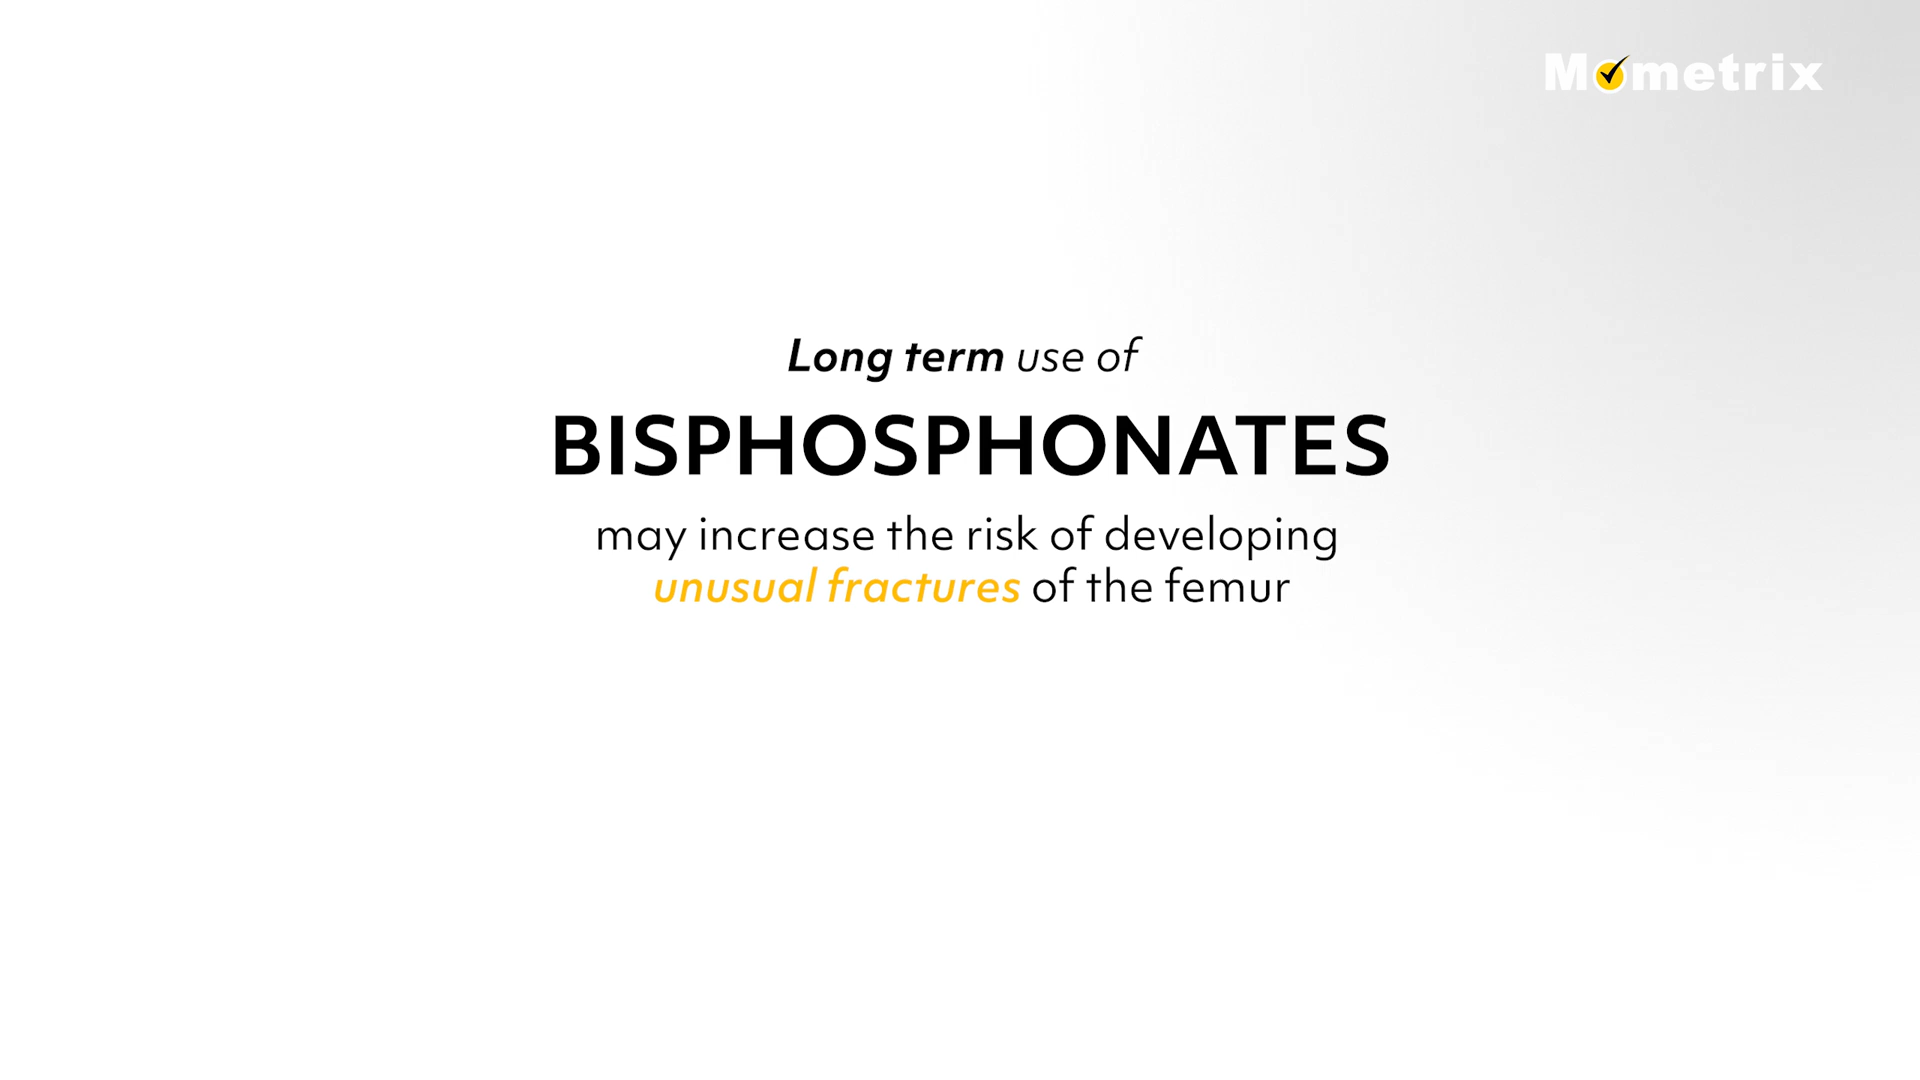 Mometrix
Long term use of
BISPHOSPHONATES
may increase the risk of developing
unusual fractures of the femur